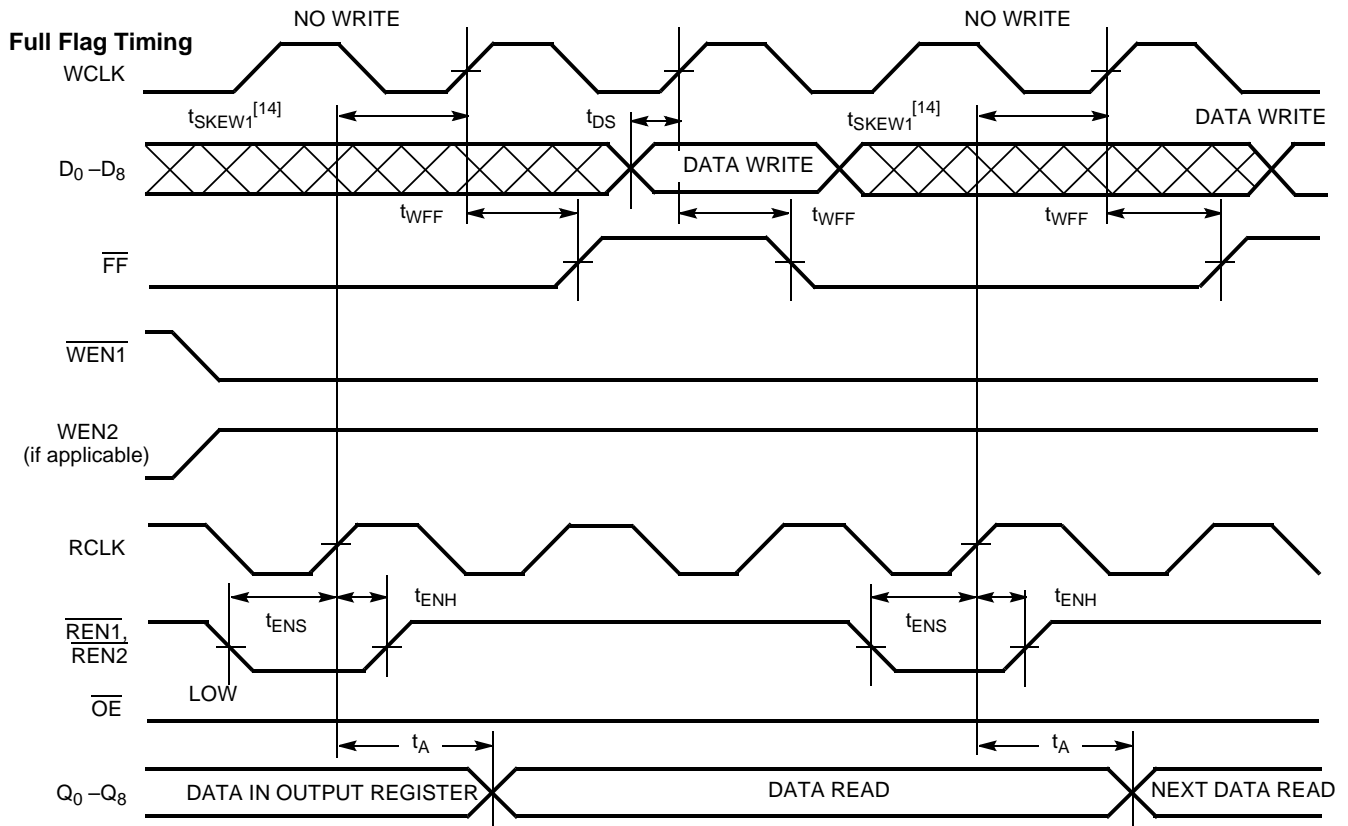 NO WRITE NO WRITE
Full Flag Timing
WCLK
tSKEW1[14] tDS tSKEW1[14] DATA WRITE
D0 –D8 DATA WRITE
tWFF tWFF tWFF
FF
WEN1
WEN2
(if applicable)
RCLK
tENH tENH
tENS tENS
REN1,
REN2
LOW
OE
tA tA
Q0 –Q8 DATA IN OUTPUT REGISTER DATA READ NEXT DATA READ